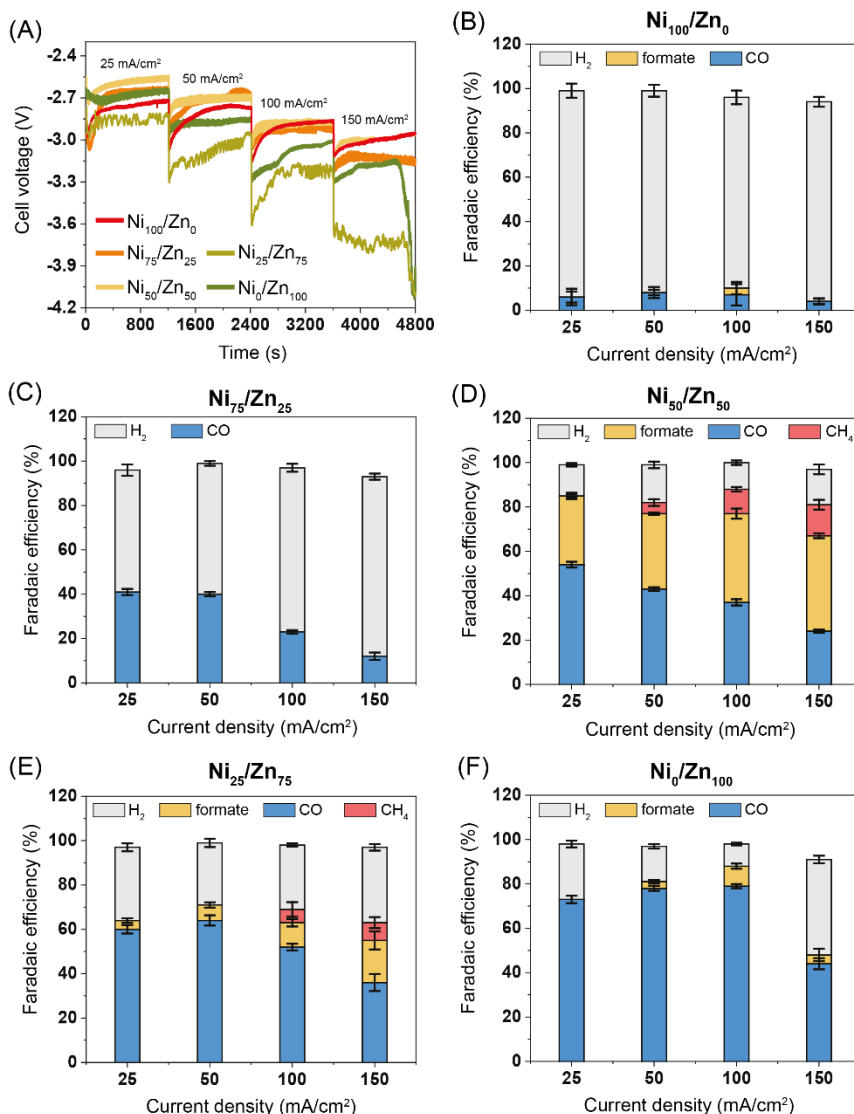 (A)
25 mA/cm²
50 mA/cm²
100 mA/cm²
150 mA/cm²
-2.4
-2.7
-3.0
-3.3
-3.6
-3.9
-4.2
Cell voltage (V)
Ni₁₀₀/Zn₀
Ni₇₅/Zn₂₅
Ni₂₅/Zn₇₅
Ni₅₀/Zn₅₀
Ni₀/Zn₁₀₀
0 800 1600 2400 3200 4000 4800
Time (s)
(B)
Ni₁₀₀/Zn₀
H₂ formate CO
120
100
80
60
40
20
0
Faradaic efficiency (%)
25 50 100 150
Current density (mA/cm²)
(C)
Ni₇₅/Zn₂₅
H₂ CO
120
100
80
60
40
20
0
Faradaic efficiency (%)
25 50 100 150
Current density (mA/cm²)
(D)
Ni₅₀/Zn₅₀
H₂ formate CO CH₄
120
100
80
60
40
20
0
Faradaic efficiency (%)
25 50 100 150
Current density (mA/cm²)
(E)
Ni₂₅/Zn₇₅
H₂ formate CO CH₄
120
100
80
60
40
20
0
Faradaic efficiency (%)
25 50 100 150
Current density (mA/cm²)
(F)
Ni₀/Zn₁₀₀
H₂ formate CO
120
100
80
60
40
20
0
Faradaic efficiency (%)
25 50 100 150
Current density (mA/cm²)